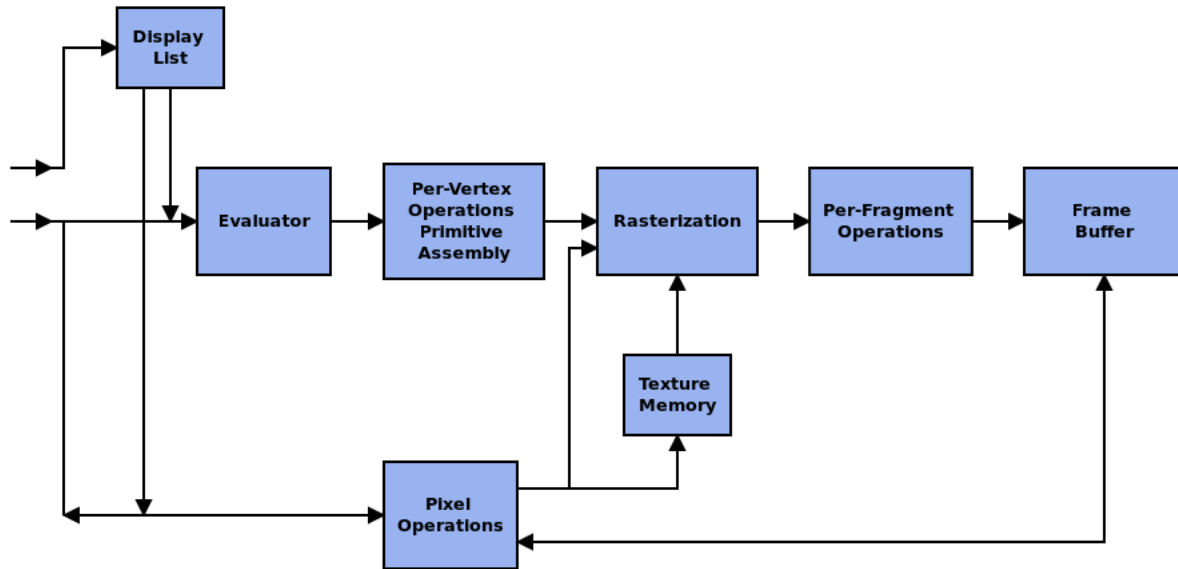 Display
List
Evaluator
Per-Vertex
Operations
Primitive
Assembly
Rasterization
Per-Fragment
Operations
Frame
Buffer
Texture
Memory
Pixel
Operations